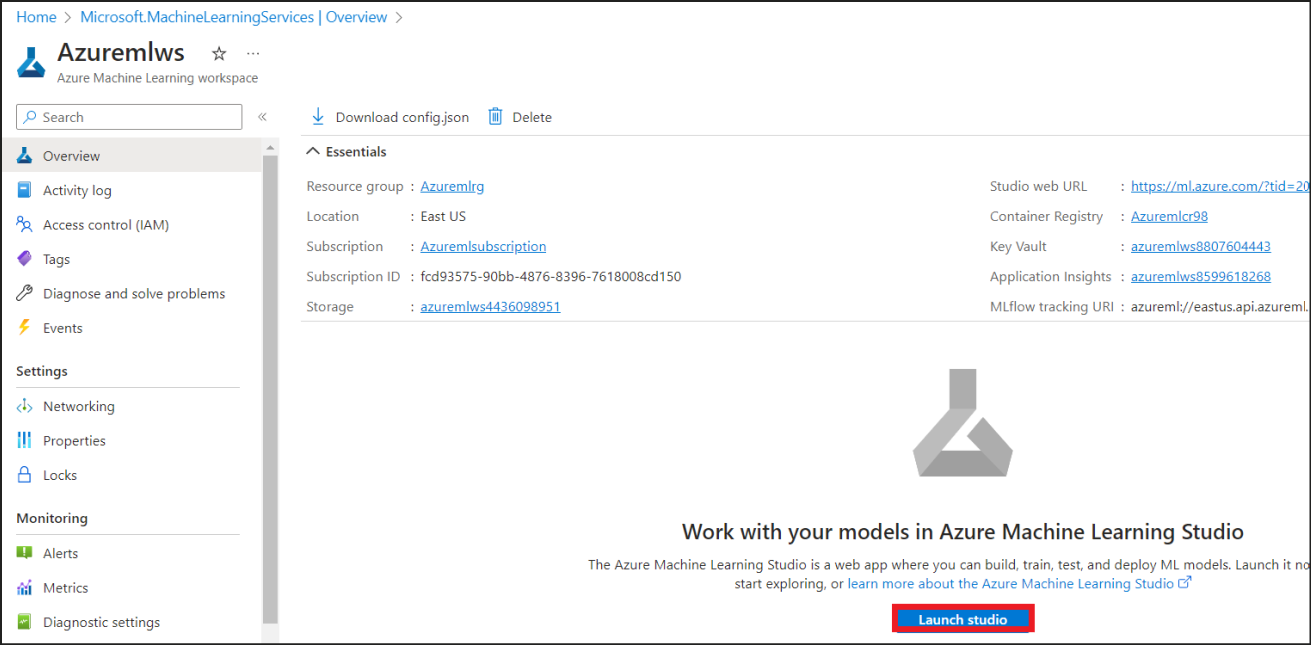 Home > Microsoft.MachineLearningServices | Overview >
Azuremlws
Azure Machine Learning workspace
Search
Overview
Activity log
Access control (IAM)
Tags
Diagnose and solve problems
Events
Settings
Networking
Properties
Locks
Monitoring
Alerts
Metrics
Diagnostic settings
Download config.json Delete
Essentials
Resource group : Azuremlrg
Location : East US
Subscription : Azuremlsubscription
Subscription ID : fcd93575-90bb-4876-8396-7618008cd150
Storage : azuremlws4436098951
Studio web URL : https://ml.azure.com/?tid=20
Container Registry : Azuremlcr98
Key Vault : azuremlws8807604443
Application Insights : azuremlws8599618268
MLflow tracking URI : azureml://eastus.api.azureml.
Work with your models in Azure Machine Learning Studio
The Azure Machine Learning Studio is a web app where you can build, train, test, and deploy ML models. Launch it no
start exploring, or learn more about the Azure Machine Learning Studio
Launch studio